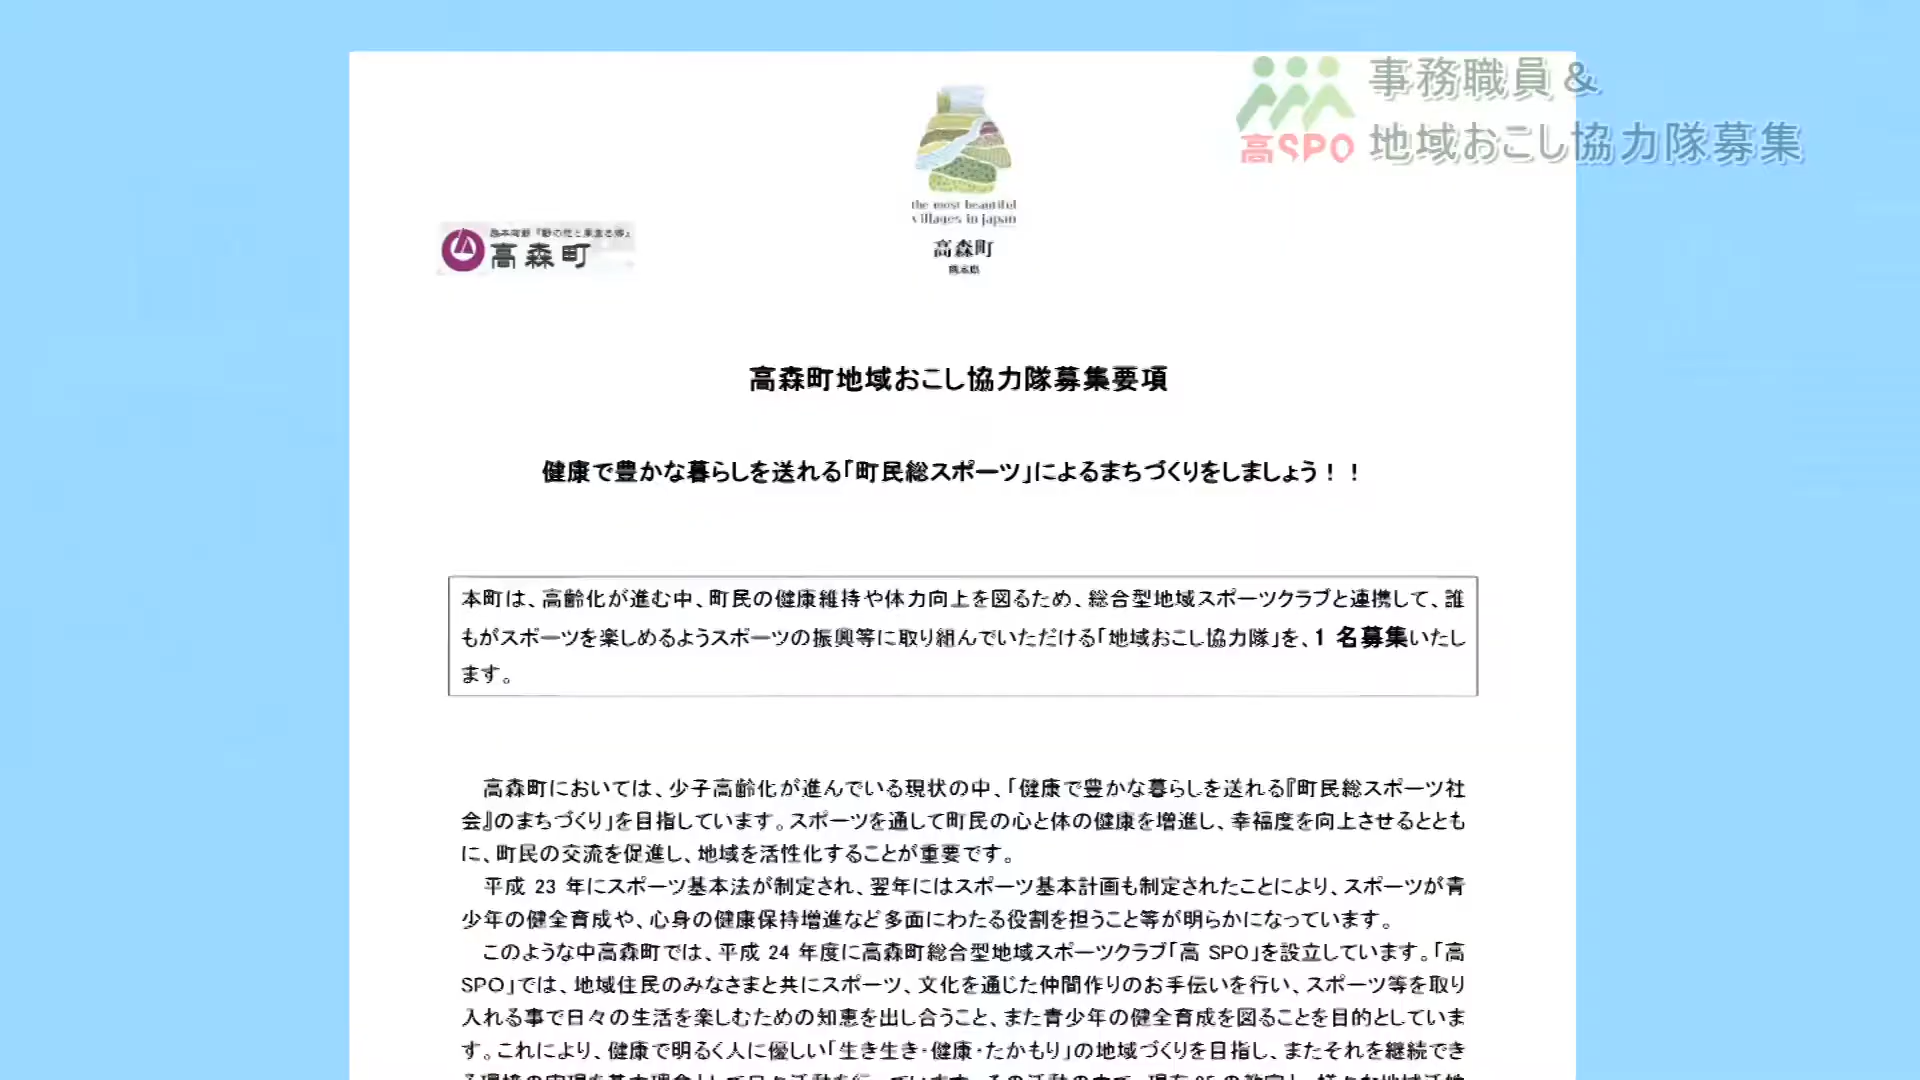 事務職員&
高SPO 地域おこし協力隊募集
the most beautiful
villages in japan
高森町
熊本県
高森町
高森町地域おこし協力隊募集要項
健康で豊かな暮らしを送れる「町民総スポーツ」によるまちづくりをしましょう！！
本町は、高齢化が進む中、町民の健康維持や体力向上を図るため、総合型地域スポーツクラブと連携して、誰
もがスポーツを楽しめるようスポーツの振興等に取り組んでいただける「地域おこし協力隊」を、1 名募集いたし
ます。
高森町においては、少子高齢化が進んでいる現状の中、「健康で豊かな暮らしを送れる『町民総スポーツ社
会』のまちづくり」を目指しています。スポーツを通して町民の心と体の健康を増進し、幸福度を向上させるととも
に、町民の交流を促進し、地域を活性化することが重要です。
平成 23 年にスポーツ基本法が制定され、翌年にはスポーツ基本計画も制定されたことにより、スポーツが青
少年の健全育成や、心身の健康保持増進など多面にわたる役割を担うこと等が明らかになっています。
このような中高森町では、平成 24 年度に高森町総合型地域スポーツクラブ「高 SPO」を設立しています。「高
SPO」では、地域住民のみなさまと共にスポーツ、文化を通じた仲間作りのお手伝いを行い、スポーツ等を取り
入れる事で日々の生活を楽しむための知恵を出し合うこと、また青少年の健全育成を図ることを目的としていま
す。これにより、健康で明るく人に優しい「生き生き・健康・たかもり」の地域づくりを目指し、またそれを継続でき